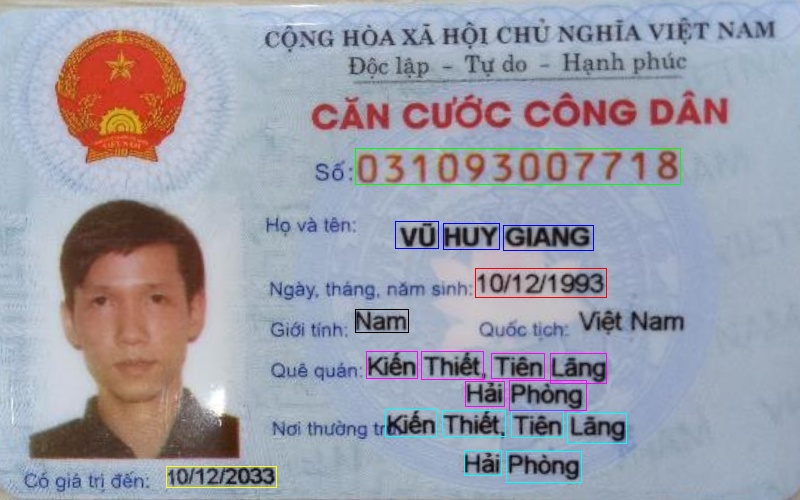 CỘNG HÒA XÃ HỘI CHỦ NGHĨA VIỆT NAM
Độc lập - Tự do - Hạnh phúc
CĂN CƯỚC CÔNG DÂN
Số: 031093007718
Họ và tên: VŨ HUY GIANG
Ngày, tháng, năm sinh: 10/12/1993
Giới tính: Nam Quốc tịch: Việt Nam
Quê quán: Kiến Thiết, Tiên Lãng
Hải Phòng
Nơi thường trú: Kiến Thiết, Tiên Lãng
Hải Phòng
Có giá trị đến: 10/12/2033